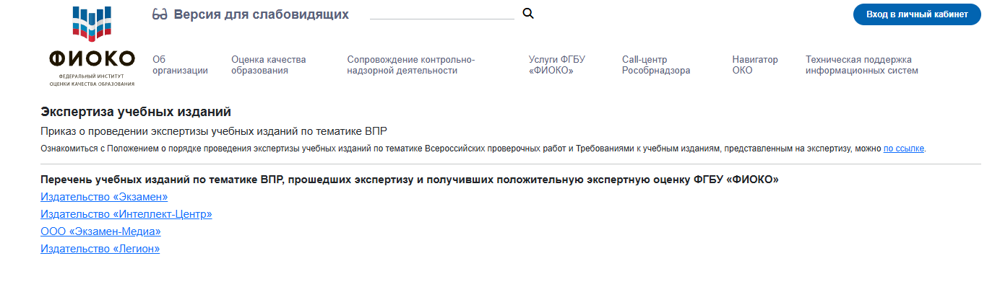 Версия для слабовидящих
Вход в личный кабинет
ФИОКО
ФЕДЕРАЛЬНЫЙ ИНСТИТУТ
ОЦЕНКИ КАЧЕСТВА ОБРАЗОВАНИЯ
Об
организации
Оценка качества
образования
Сопровождение контрольно-
надзорной деятельности
Услуги ФГБУ
«ФИОКО»
Call-центр
Рособрнадзора
Навигатор
ОКО
Техническая поддержка
информационных систем
Экспертиза учебных изданий
Приказ о проведении экспертизы учебных изданий по тематике ВПР
Ознакомиться с Положением о порядке проведения экспертизы учебных изданий по тематике Всероссийских проверочных работ и Требованиями к учебным изданиям, представленным на экспертизу, можно по ссылке.
Перечень учебных изданий по тематике ВПР, прошедших экспертизу и получивших положительную экспертную оценку ФГБУ «ФИОКО»
Издательство «Экзамен»
Издательство «Интеллект-Центр»
ООО «Экзамен-Медиа»
Издательство «Легион»